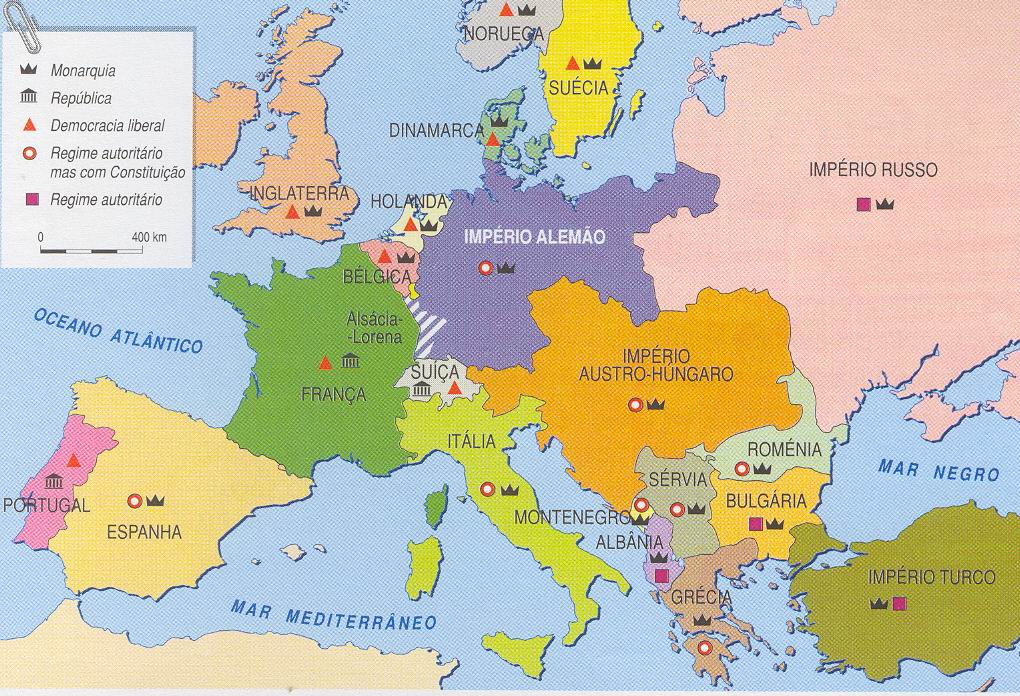 Monarquia
República
Democracia liberal
Regime autoritário
mas com Constituição
Regime autoritário
0 400 km
NORUEGA
SUÉCIA
DINAMARCA
IMPÉRIO RUSSO
INGLATERRA
HOLANDA
IMPÉRIO ALEMÃO
BÉLGICA
OCEANO ATLÂNTICO
Alsácia-
-Lorena
IMPÉRIO
AUSTRO-HÚNGARO
SUÍÇA
FRANÇA
ITÁLIA
ROMÉNIA
MAR NEGRO
SÉRVIA
BULGÁRIA
PORTUGAL
ESPANHA
MONTENEGRO
ALBÂNIA
IMPÉRIO TURCO
GRÉCIA
MAR MEDITERRÂNEO